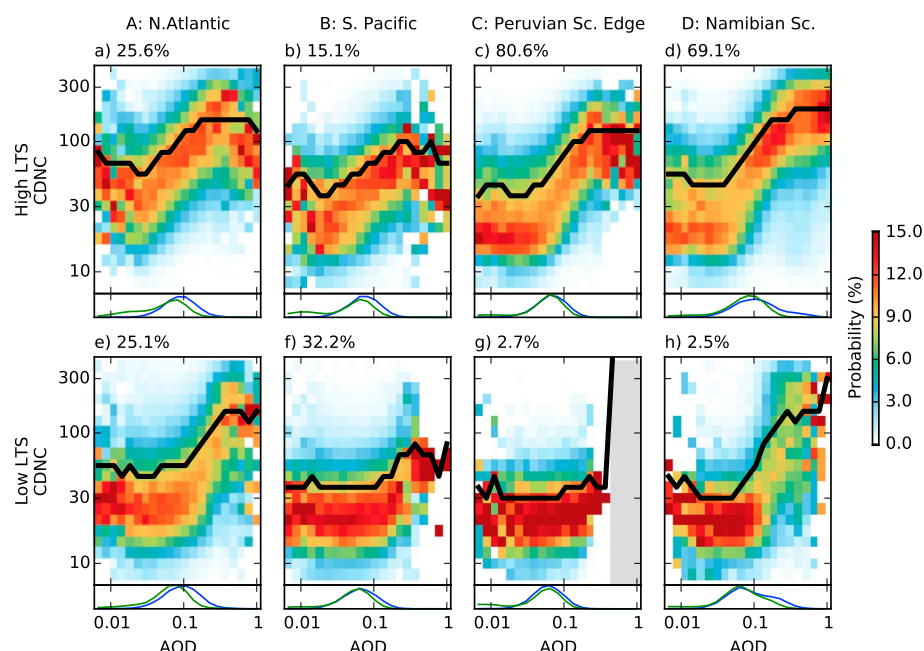 A: N.Atlantic B: S. Pacific C: Peruvian Sc. Edge D: Namibian Sc.
a) 25.6% b) 15.1% c) 80.6% d) 69.1%
300
100
30
10
High LTS
CDNC
e) 25.1% f) 32.2% g) 2.7% h) 2.5%
300
100
30
10
Low LTS
CDNC
0.01 0.1 1 0.01 0.1 1 0.01 0.1 1 0.01 0.1 1
AOD AOD AOD AOD
15.0
12.0
9.0
6.0
3.0
0.0
Probability (%)